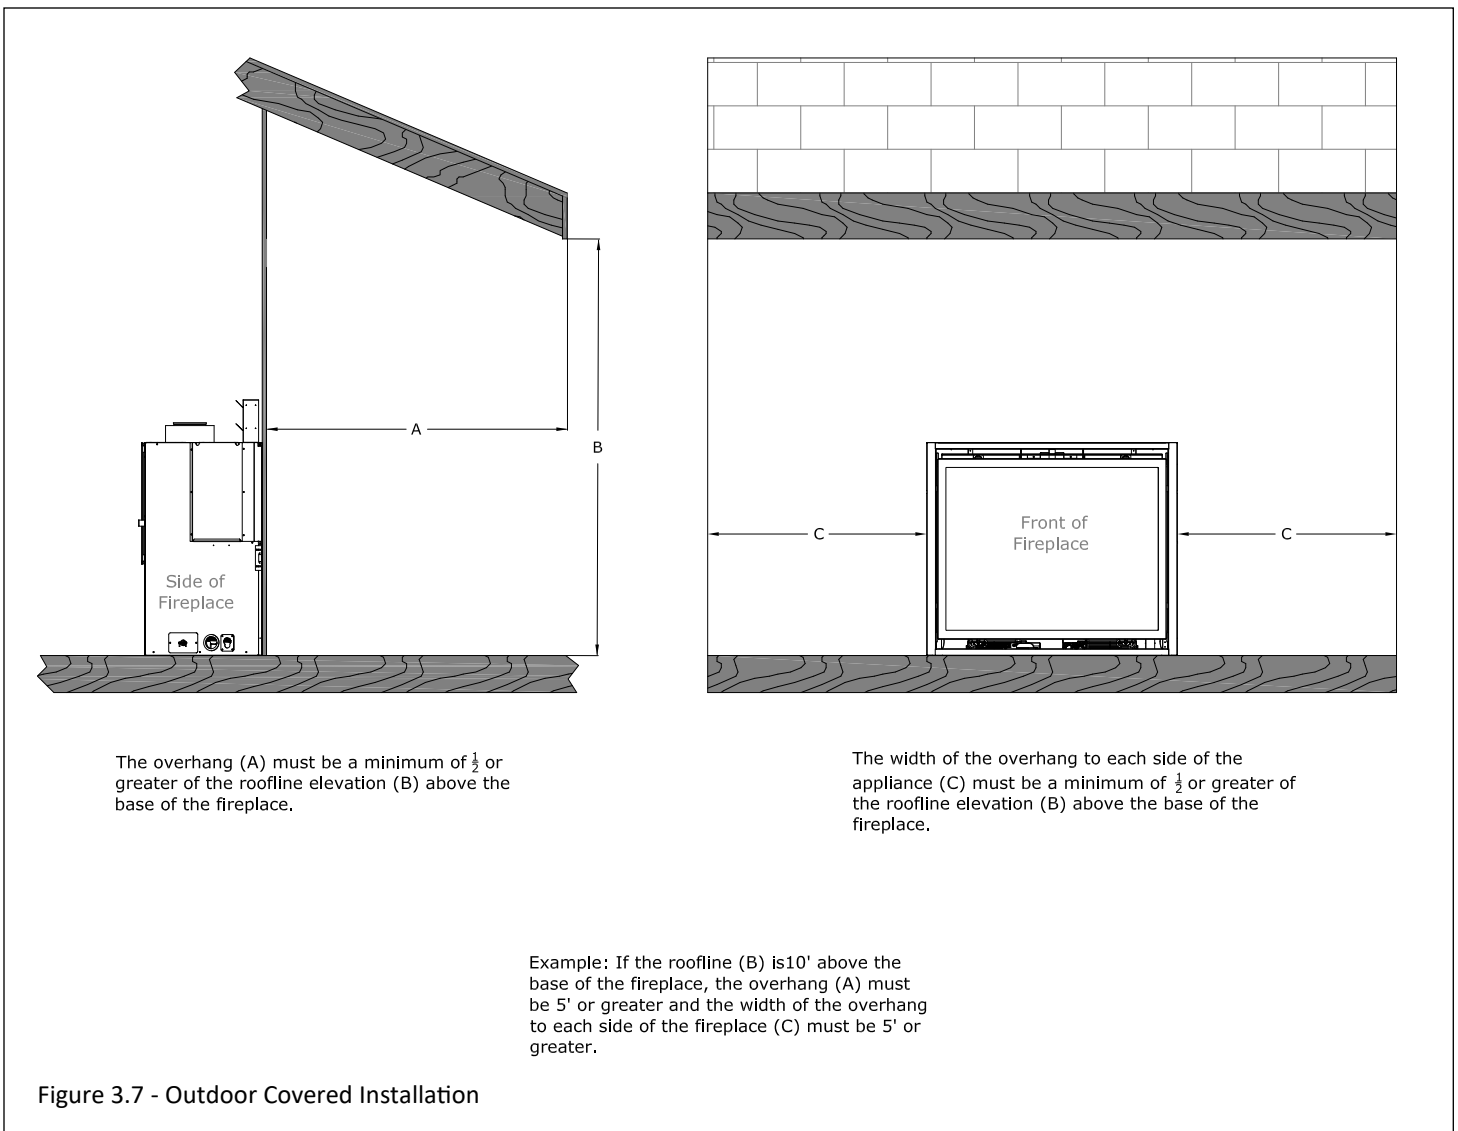 A
B
Side of
Fireplace
Front of
Fireplace
C
C
The overhang (A) must be a minimum of ½ or
greater of the roofline elevation (B) above the
base of the fireplace.
The width of the overhang to each side of the
appliance (C) must be a minimum of ½ or greater of
the roofline elevation (B) above the base of the
fireplace.
Example: If the roofline (B) is10' above the
base of the fireplace, the overhang (A) must
be 5' or greater and the width of the overhang
to each side of the fireplace (C) must be 5' or
greater.
Figure 3.7 - Outdoor Covered Installation